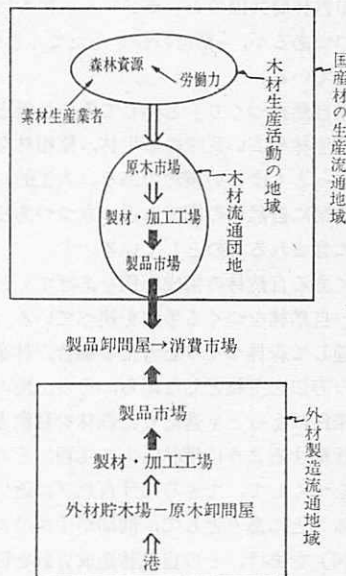 森林資源
労働力
素材生産業者
原木市場
製材・加工工場
製品市場
木材生産活動の地域
木材流通団地
国産材の生産流通地域
製品卸問屋→消費市場
製品市場
製材・加工工場
外材貯木場－原木卸問屋
港
外材製造流通地域